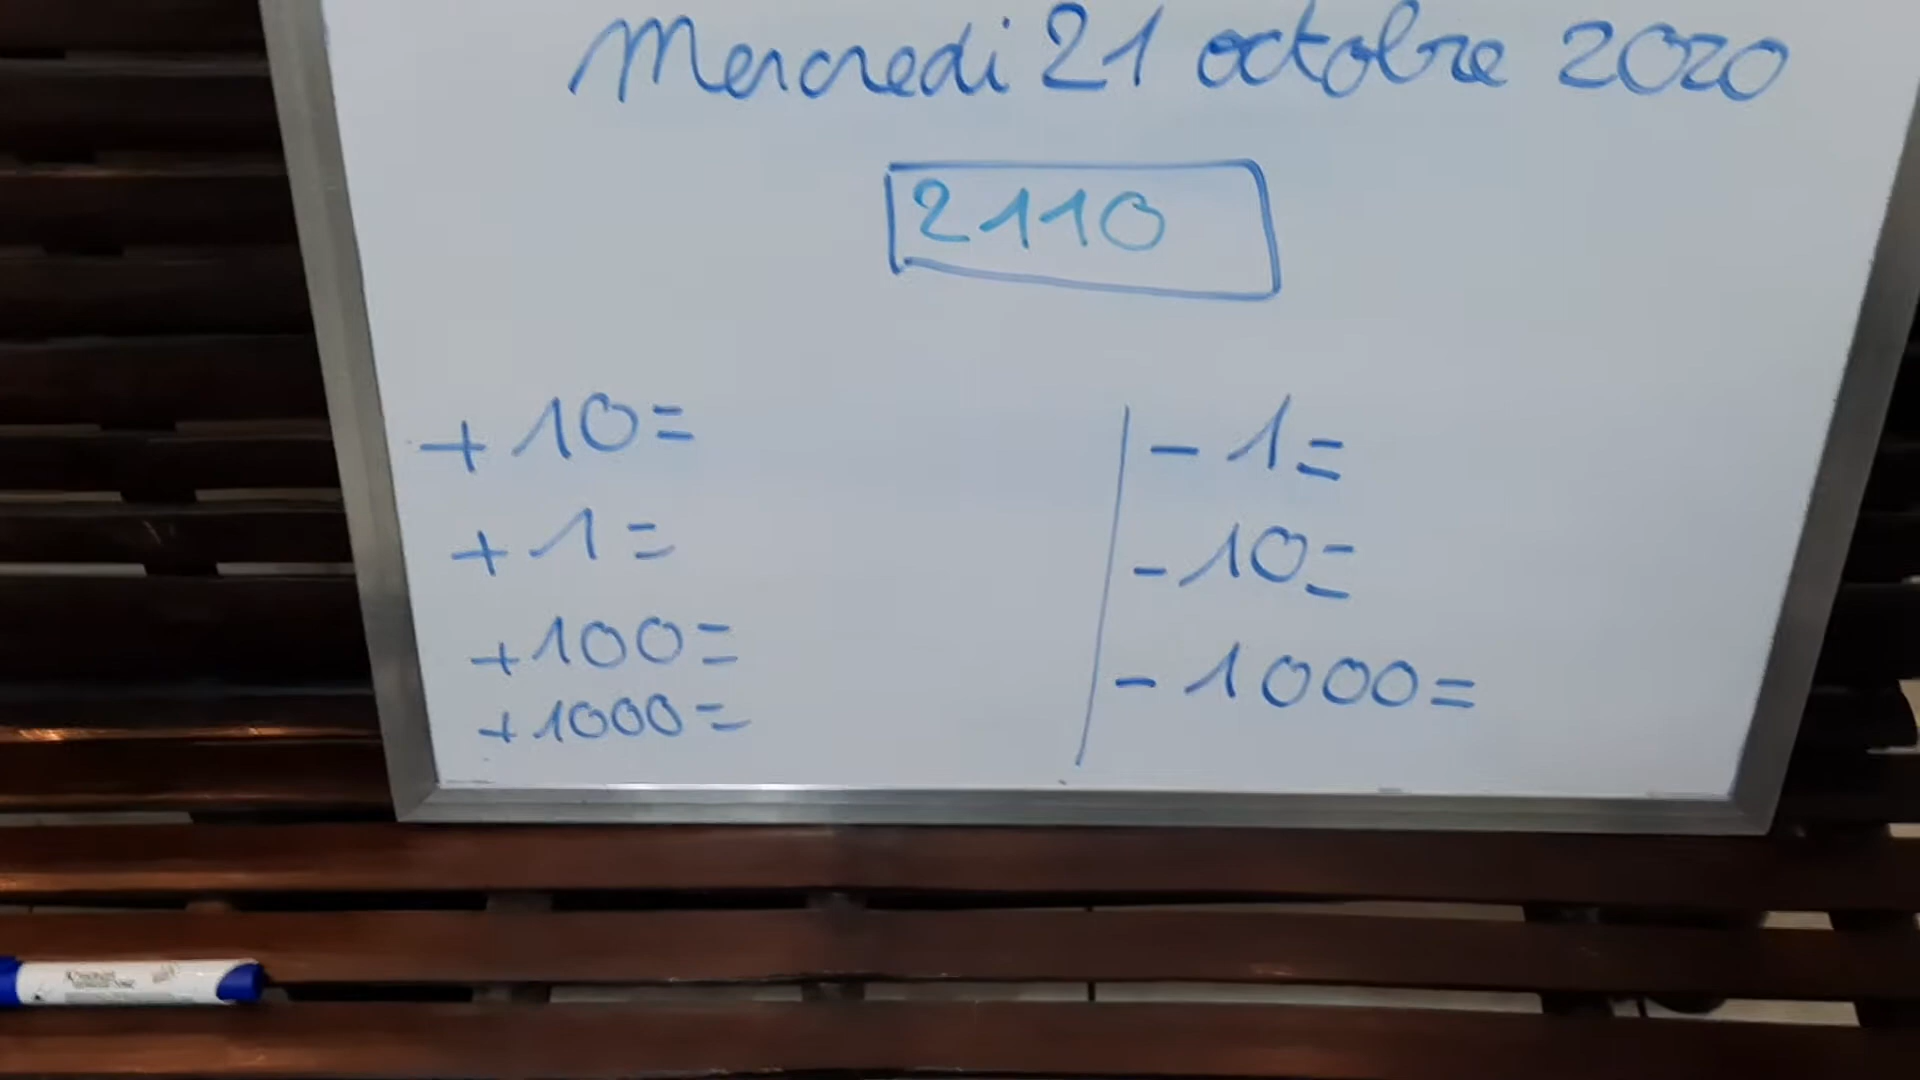 Mercredi 21 octobre 2020
2110
+ 10 =
+ 1 =
+ 100 =
+ 1000 =
- 1 =
- 10 =
- 1000 =